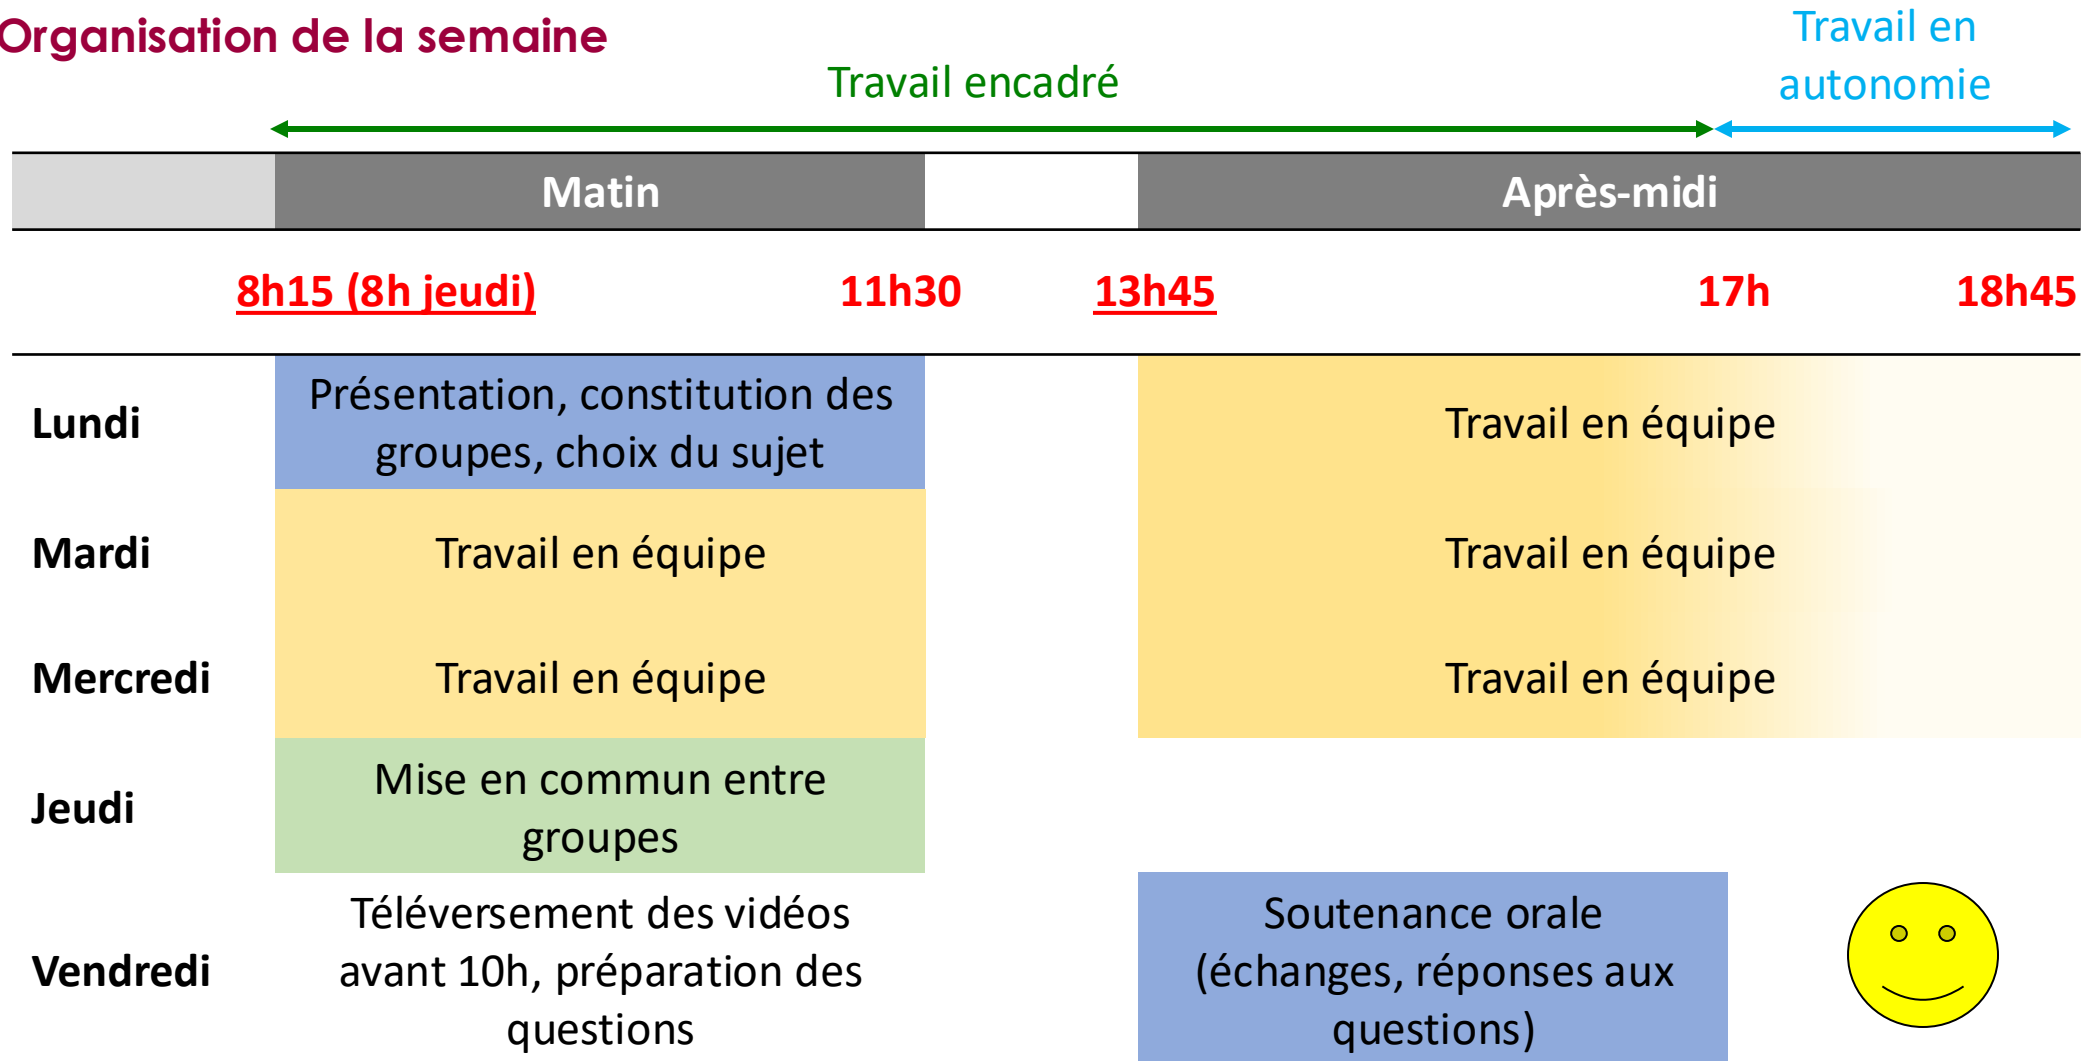 Organisation de la semaine
Travail en
autonomie
Travail encadré
Matin Après-midi
8h15 (8h jeudi) 11h30 13h45 17h 18h45
Lundi
Présentation, constitution des
groupes, choix du sujet
Travail en équipe
Mardi
Travail en équipe
Travail en équipe
Mercredi
Travail en équipe
Travail en équipe
Jeudi
Mise en commun entre
groupes
Vendredi
Téléversement des vidéos
avant 10h, préparation des
questions
Soutenance orale
(échanges, réponses aux
questions)